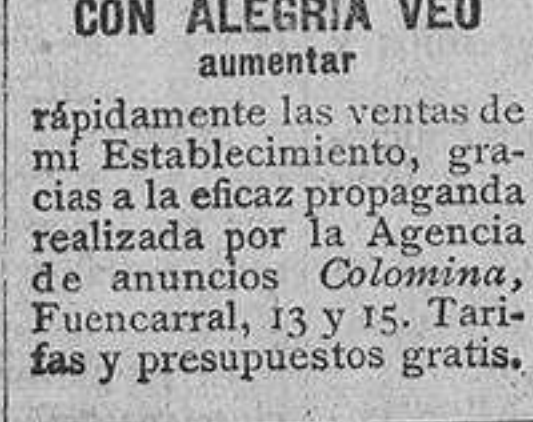 CON ALEGRIA VEO
aumentar
rápidamente las ventas de
mi Establecimiento, gra-
cias a la eficaz propaganda
realizada por la Agencia
de anuncios Colomina,
Fuencarral, 13 y 15. Tari-
fas y presupuestos gratis.